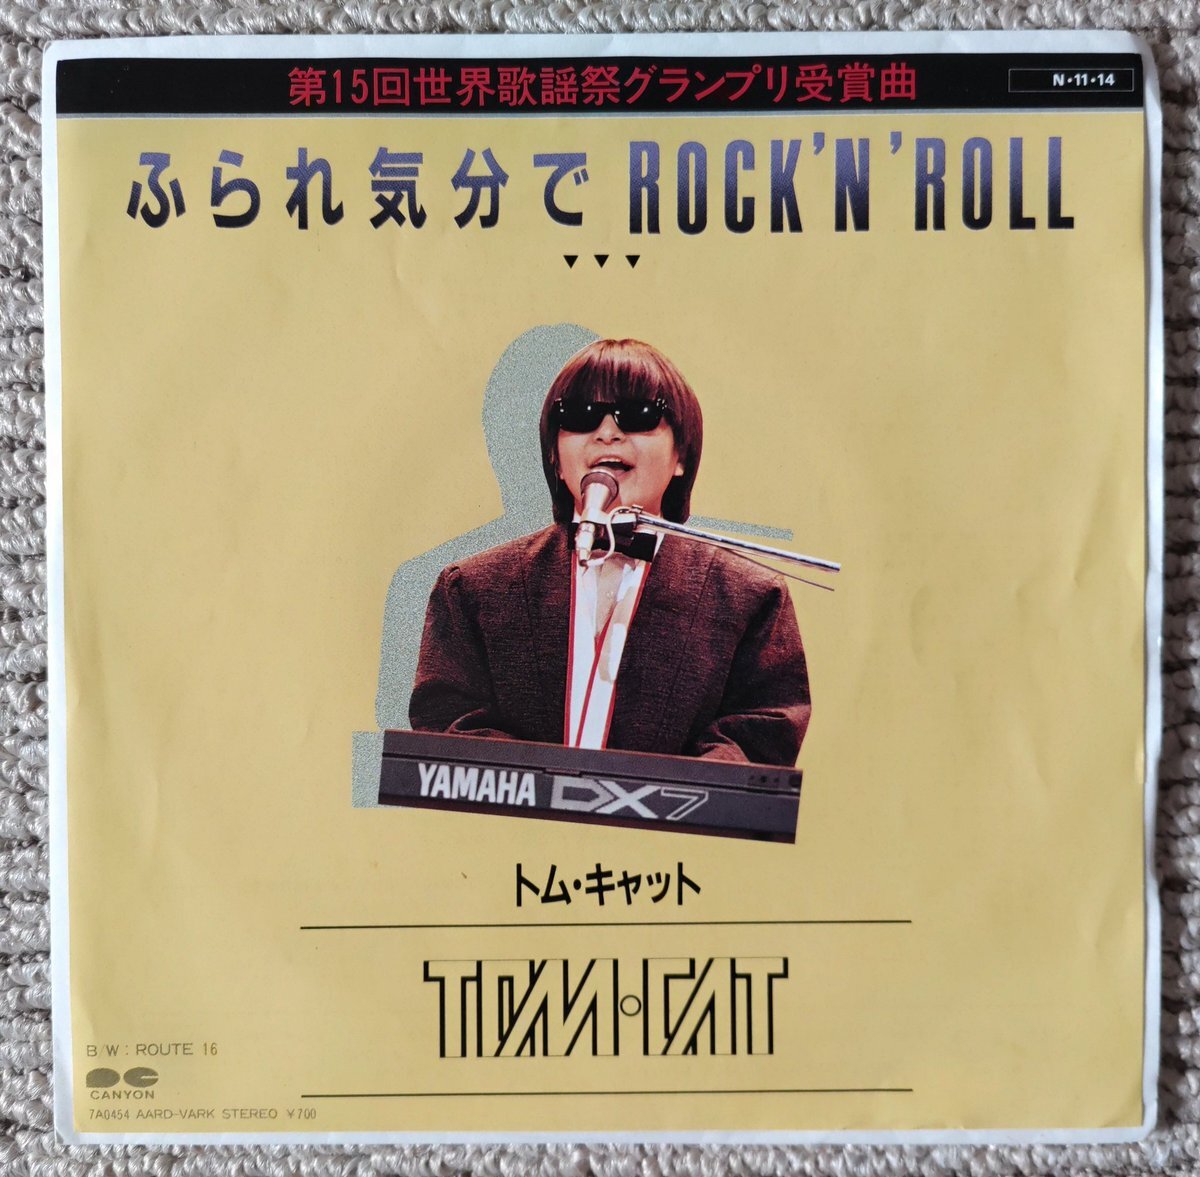 第15回世界歌謡祭グランプリ受賞曲
N・11・14
ふられ気分でROCK'N'ROLL
YAMAHA DX7
トム・キャット
TOM・CAT
B/W : ROUTE 16
PC
CANYON
7A0454 AARD-VARK STEREO ¥700